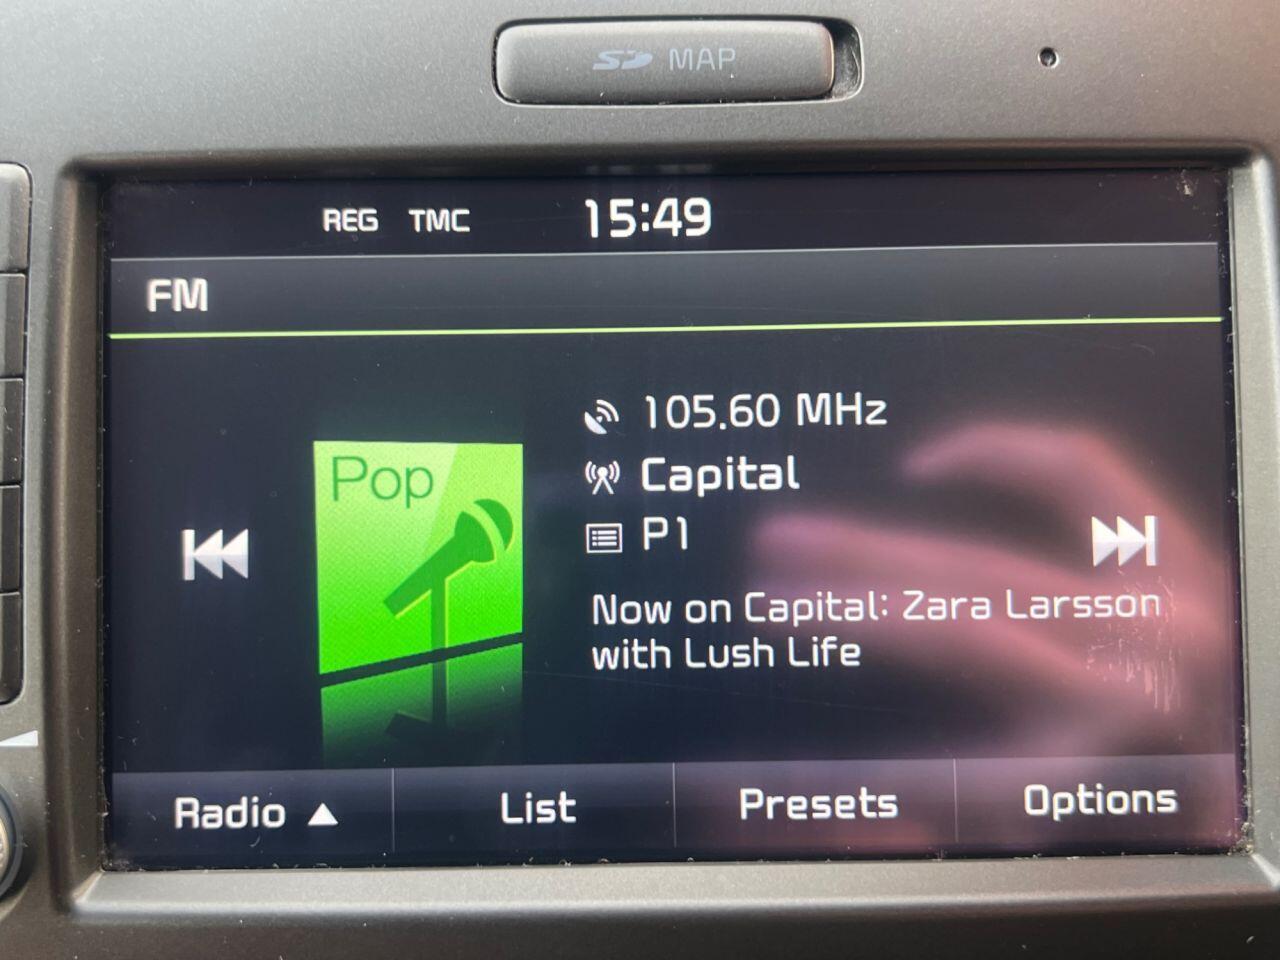 SD MAP
REG TMC 15:49
FM
Pop
105.60 MHz
Capital
P1
Now on Capital: Zara Larsson
with Lush Life
Radio ▲ List Presets Options